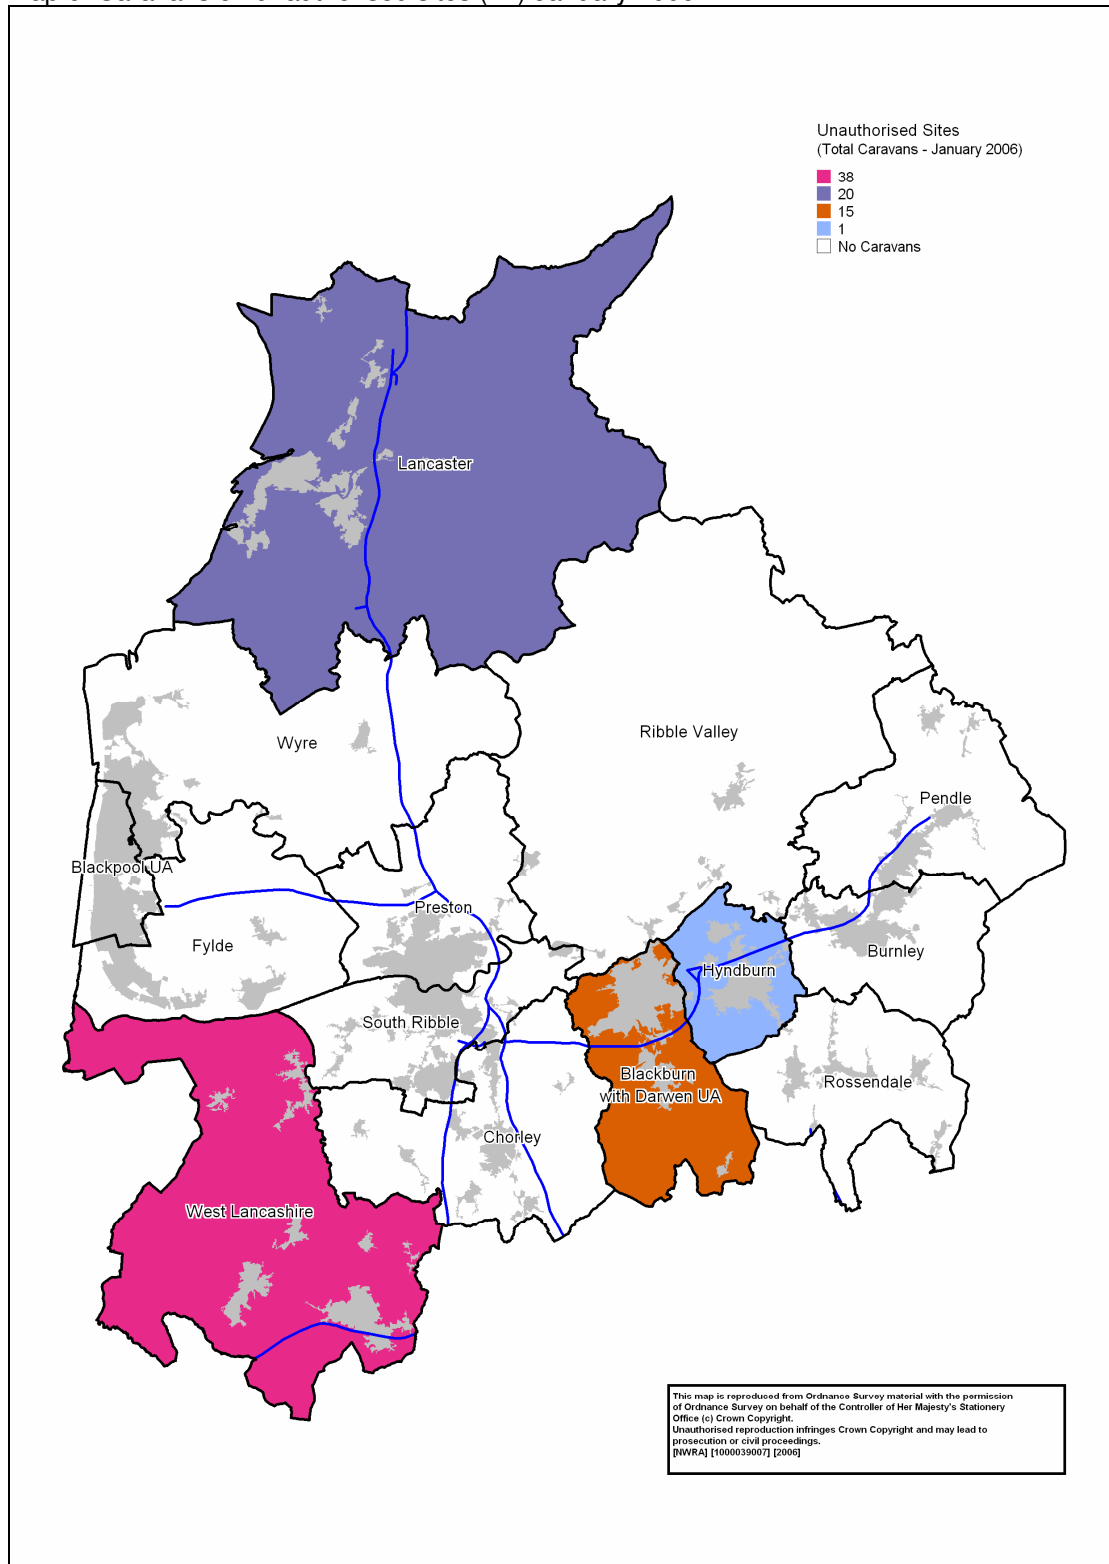 Unauthorised Sites
(Total Caravans - January 2006)
38
20
15
1
No Caravans
Lancaster
Wyre
Ribble Valley
Pendle
Blackpool UA
Preston
Fylde
Burnley
Hyndburn
South Ribble
Blackburn
with Darwen UA
Rossendale
Chorley
West Lancashire
This map is reproduced from Ordnance Survey material with the permission
of Ordnance Survey on behalf of the Controller of Her Majesty's Stationery
Office (c) Crown Copyright.
Unauthorised reproduction infringes Crown Copyright and may lead to
prosecution or civil proceedings.
[NWRA] [1000039007] [2006]